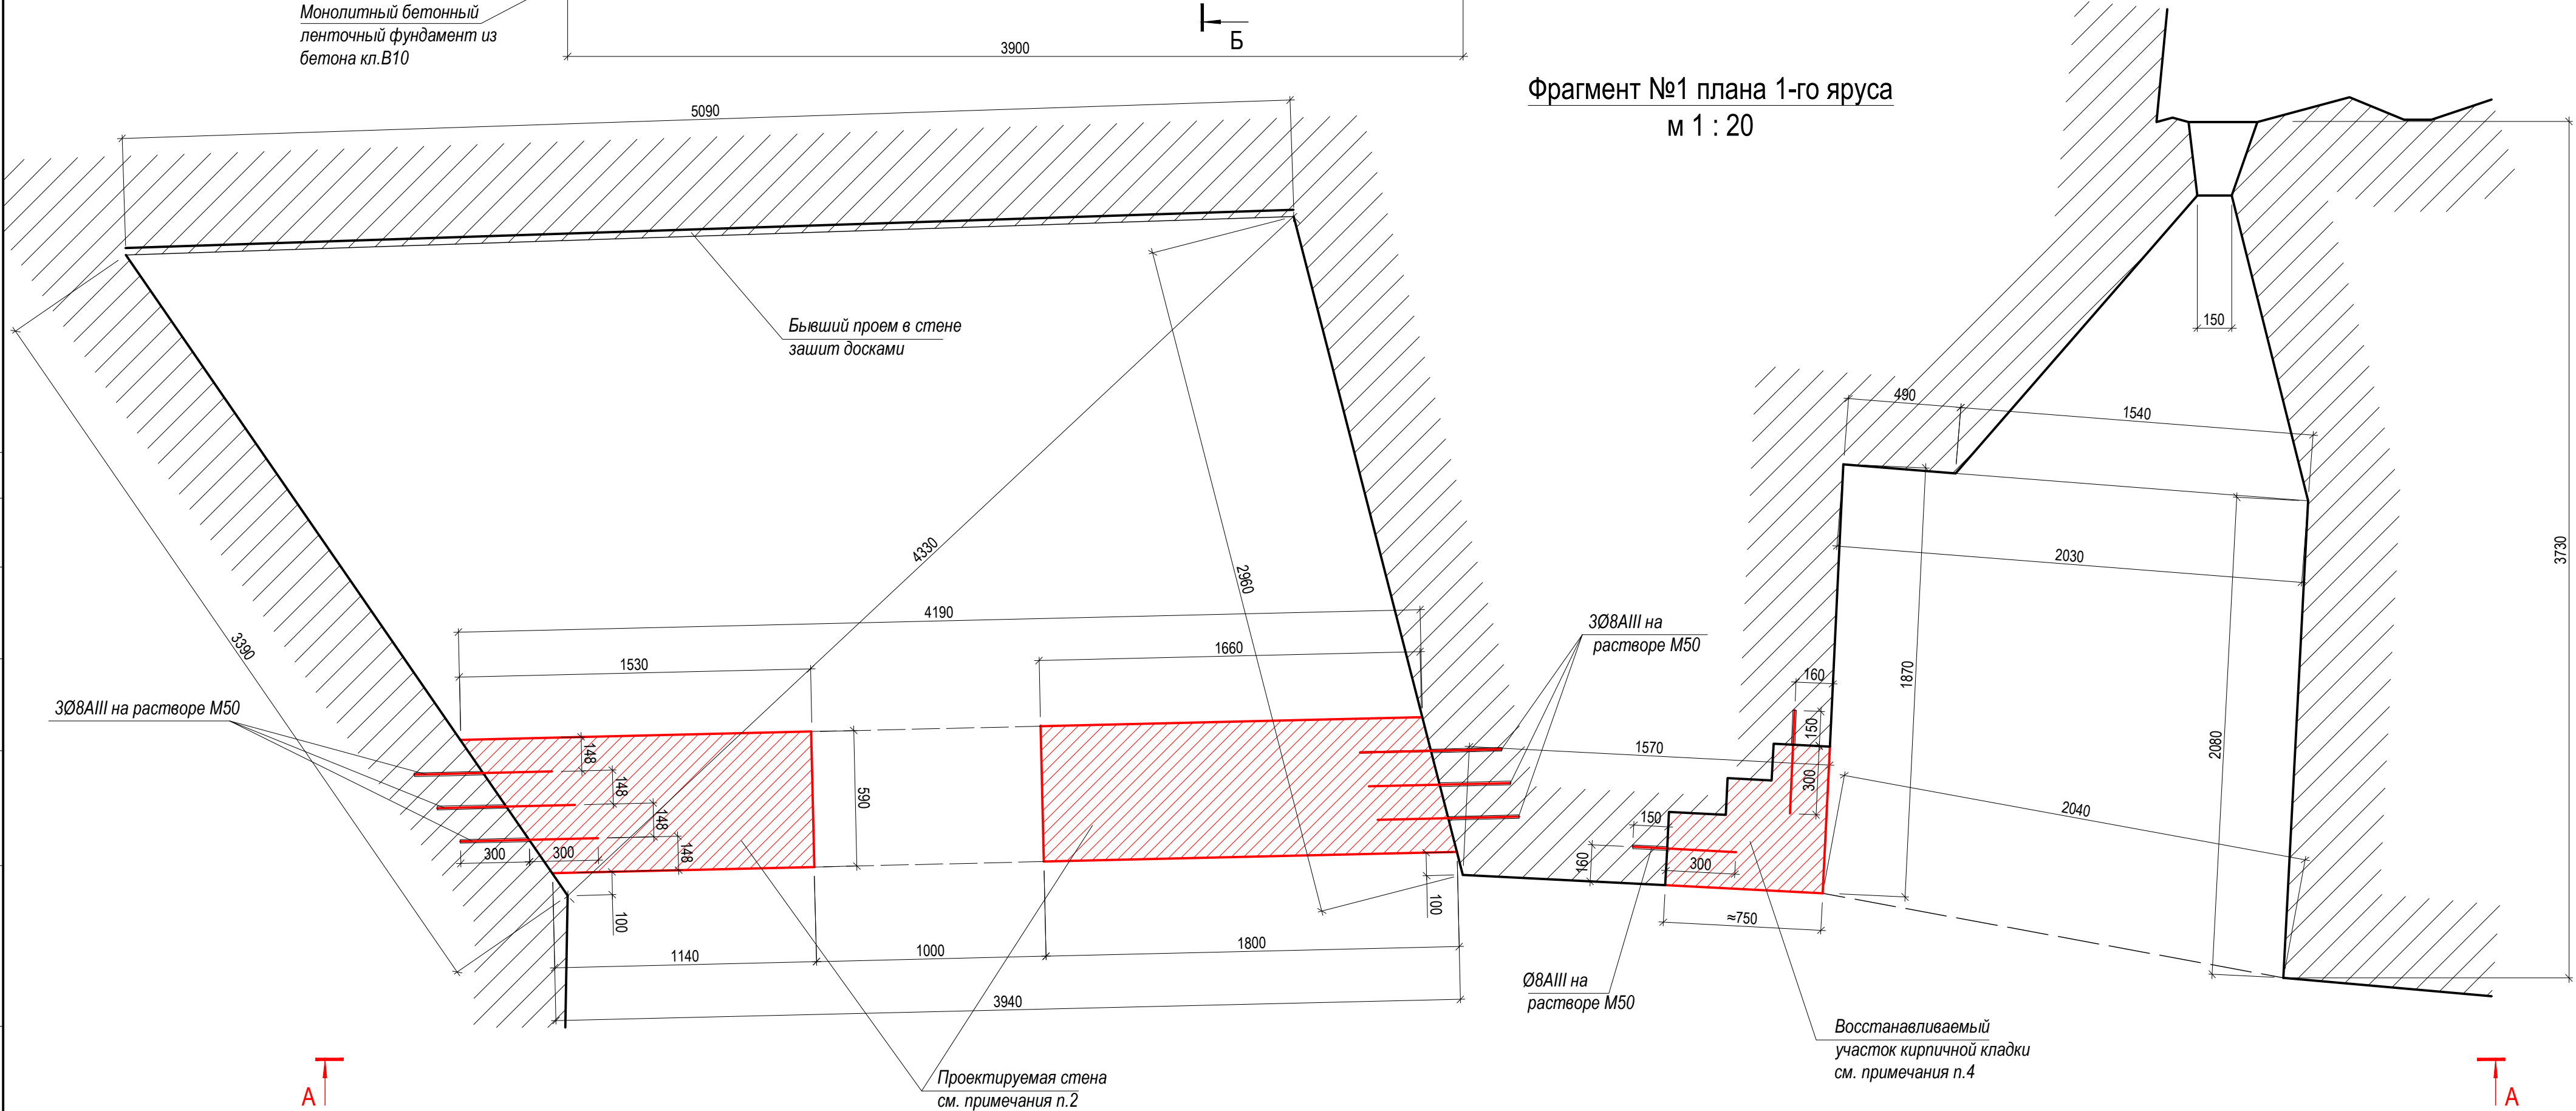 Монолитный бетонный
ленточный фундамент из
бетона кл.В10
Б
3900
Фрагмент №1 плана 1-го яруса
м 1 : 20
5090
Бывший проем в стене
зашит досками
150
490
1540
3730
4330
2960
2030
3390
4190
1530
1660
3Ø8AIII на
растворе М50
1870
2080
160
150
300
3Ø8AIII на растворе М50
148
148
148
148
590
1570
2040
300
300
150
160
300
100
100
≈750
1140
1000
1800
3940
Ø8AIII на
растворе М50
Восстанавливаемый
участок кирпичной кладки
см. примечания п.4
Проектируемая стена
см. примечания п.2
А
А